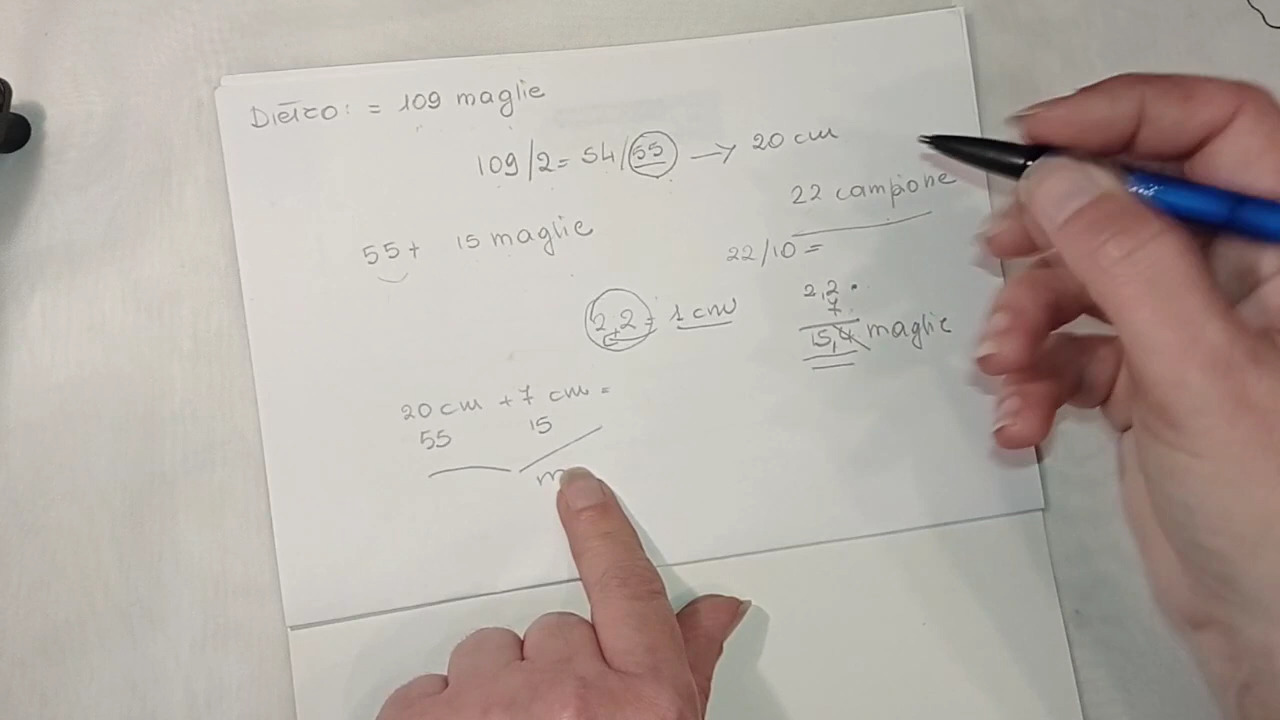 Dietro: = 109 maglie
109/2= 54/55 → 20 cm
22 campione
55+ 15 maglie
22/10 =
2,2 •
7
15,4 maglie
2,2 = 1 cm
20 cm + 7 cm =
55 15